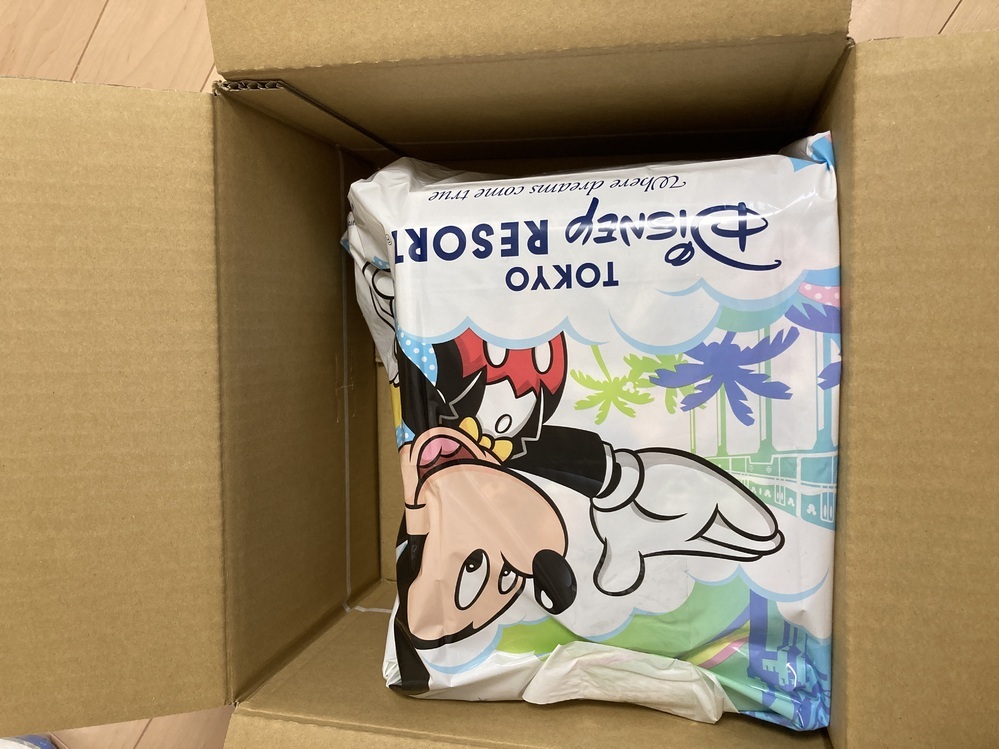 TOKYO
Disney RESORT
Where dreams come true